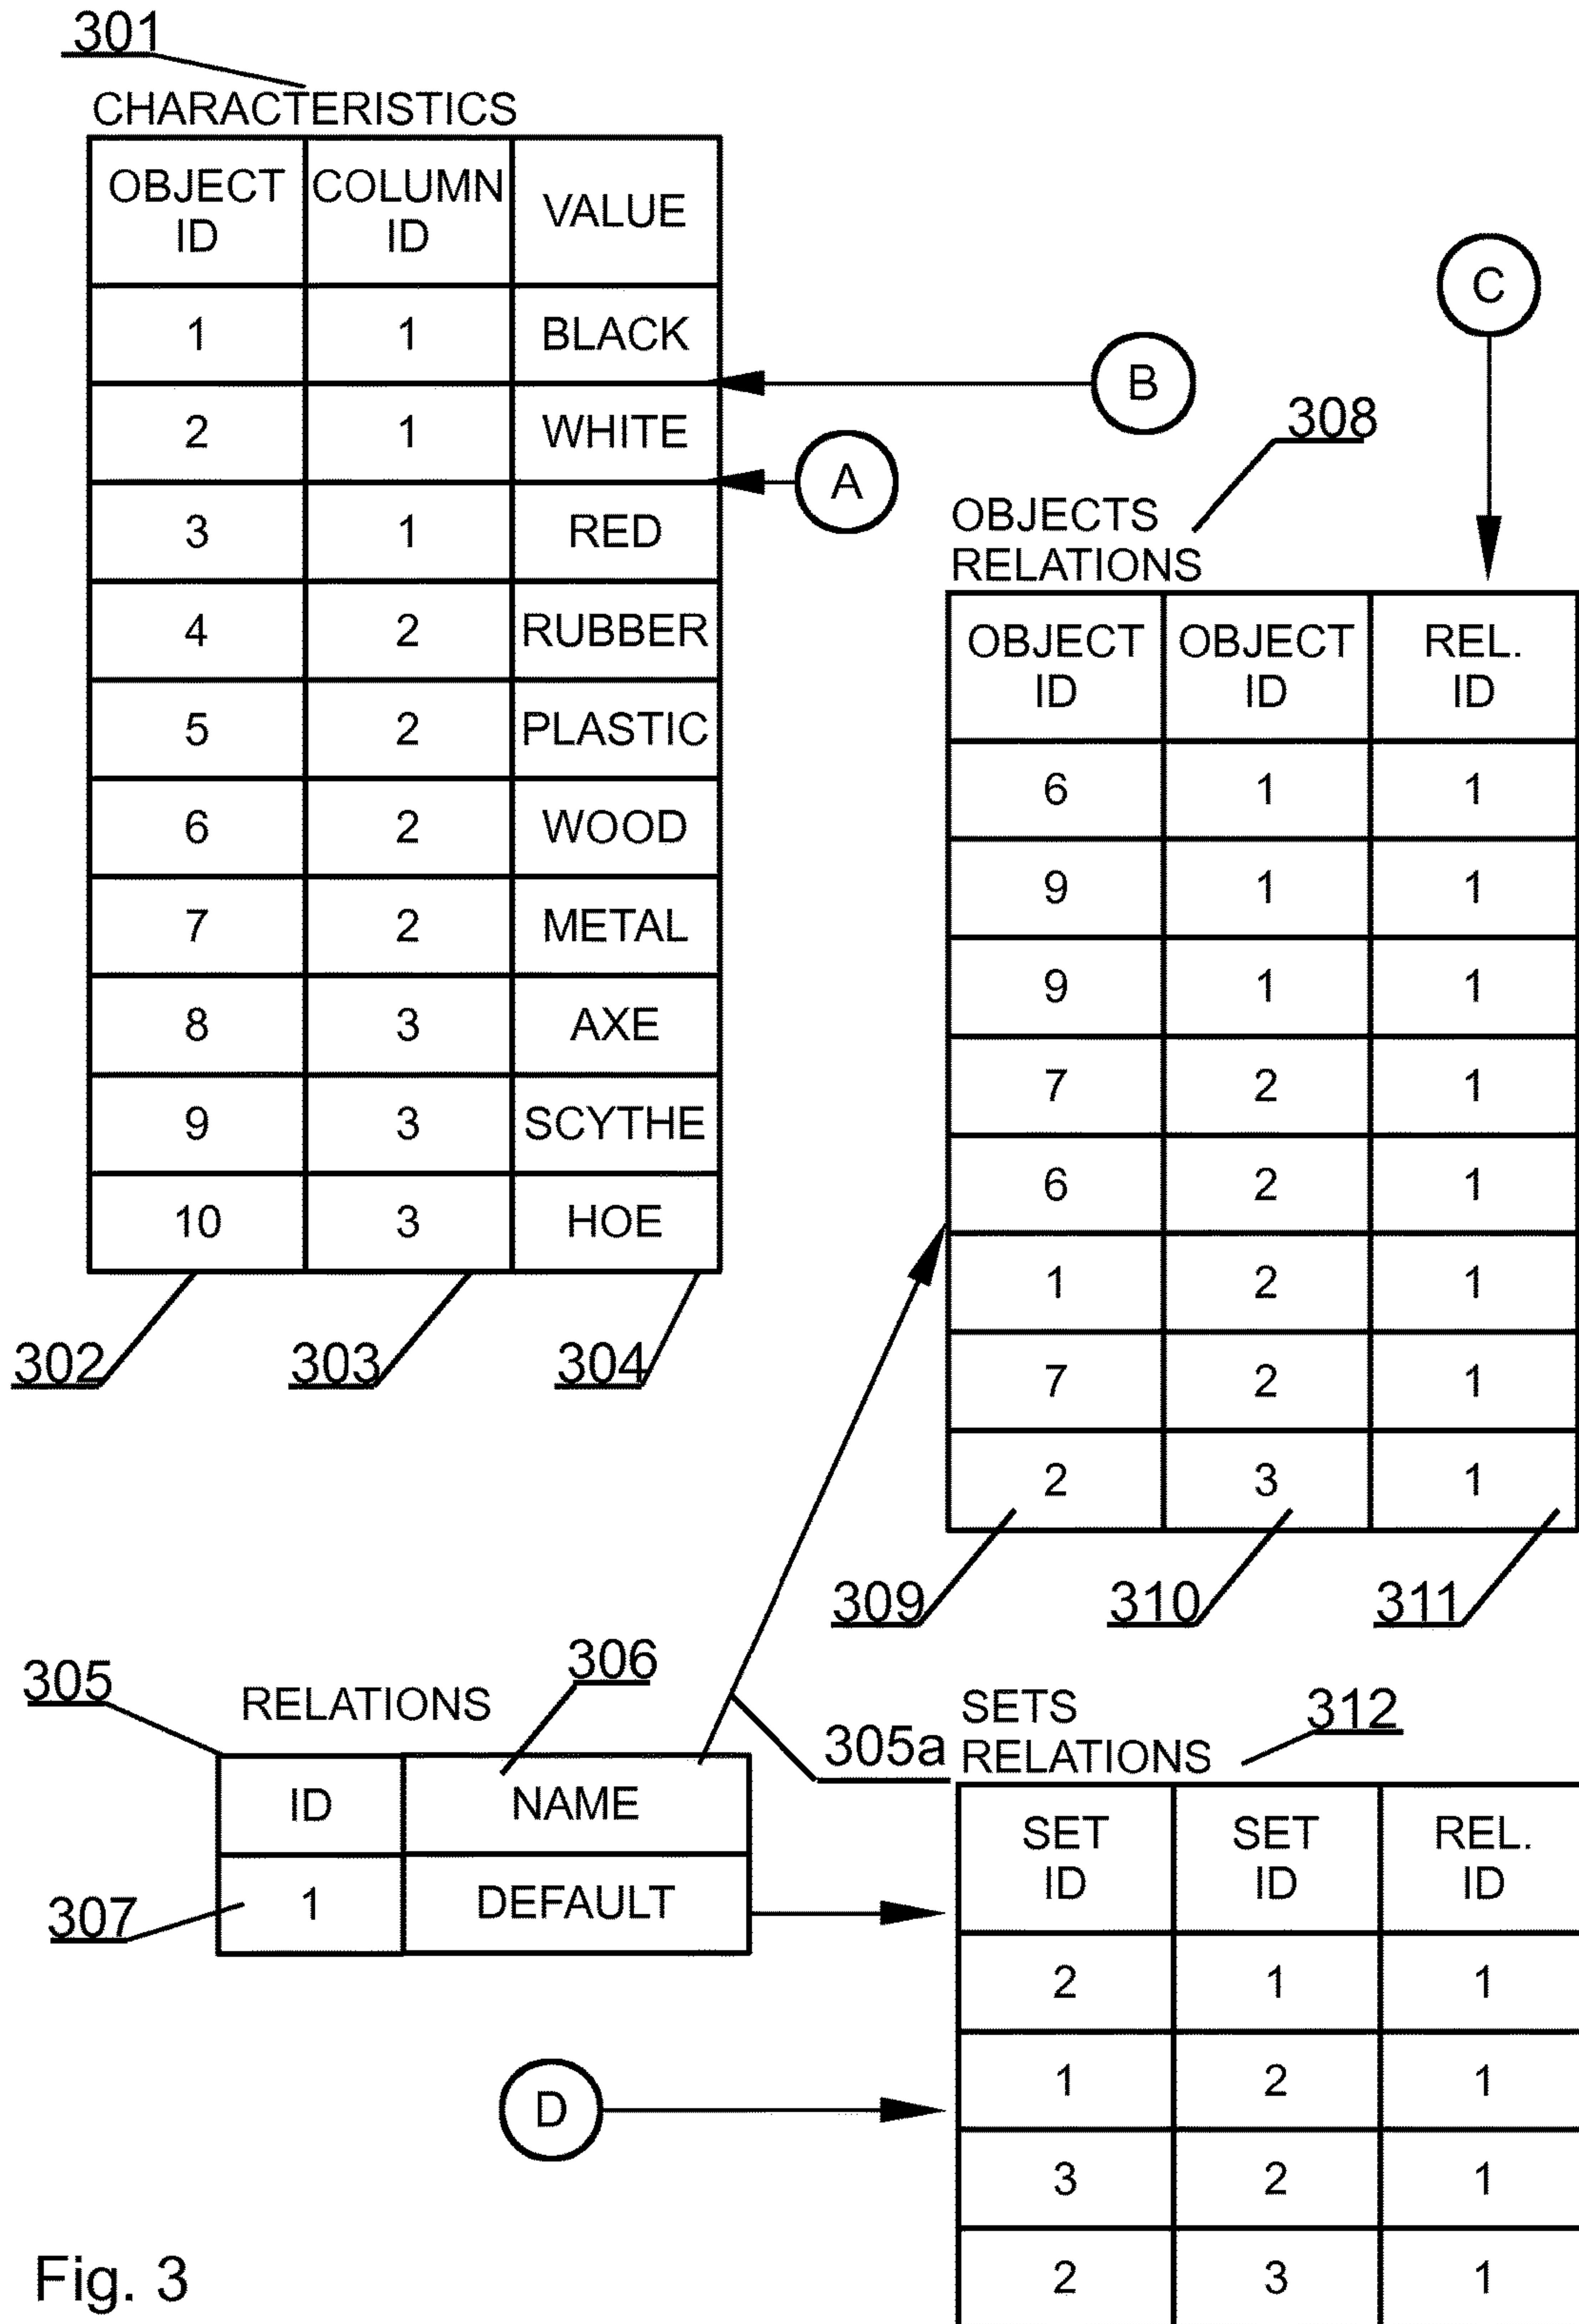 301
CHARACTERISTICS
OBJECT ID COLUMN ID VALUE
1 1 BLACK
2 1 WHITE
3 1 RED
4 2 RUBBER
5 2 PLASTIC
6 2 WOOD
7 2 METAL
8 3 AXE
9 3 SCYTHE
10 3 HOE
302 303 304
B
A
C
308
OBJECTS
RELATIONS
OBJECT ID OBJECT ID REL. ID
6 1 1
9 1 1
9 1 1
7 2 1
6 2 1
1 2 1
7 2 1
2 3 1
309 310 311
305
RELATIONS
306
ID NAME
1 DEFAULT
307
305a
SETS
RELATIONS
312
SET ID SET ID REL. ID
2 1 1
1 2 1
3 2 1
2 3 1
D
Fig. 3